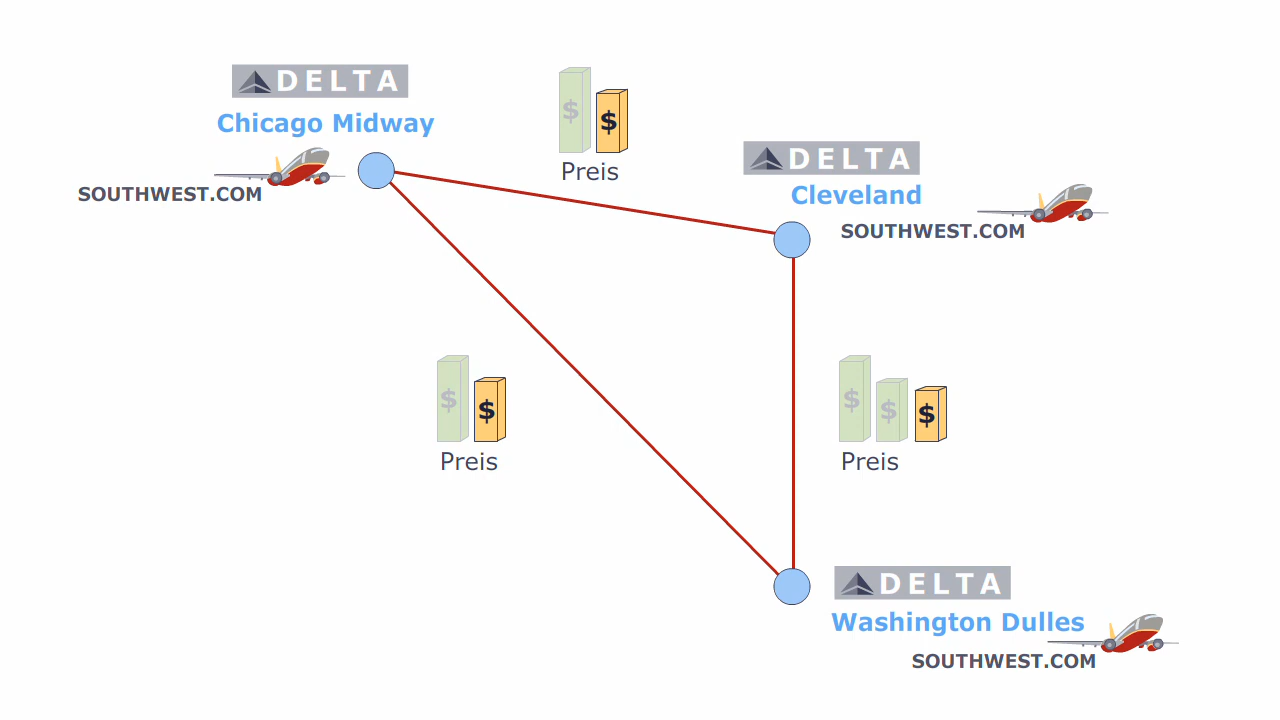 DELTA
Chicago Midway
SOUTHWEST.COM
$ $
Preis
DELTA
Cleveland
SOUTHWEST.COM
$ $
Preis
$ $ $
Preis
DELTA
Washington Dulles
SOUTHWEST.COM